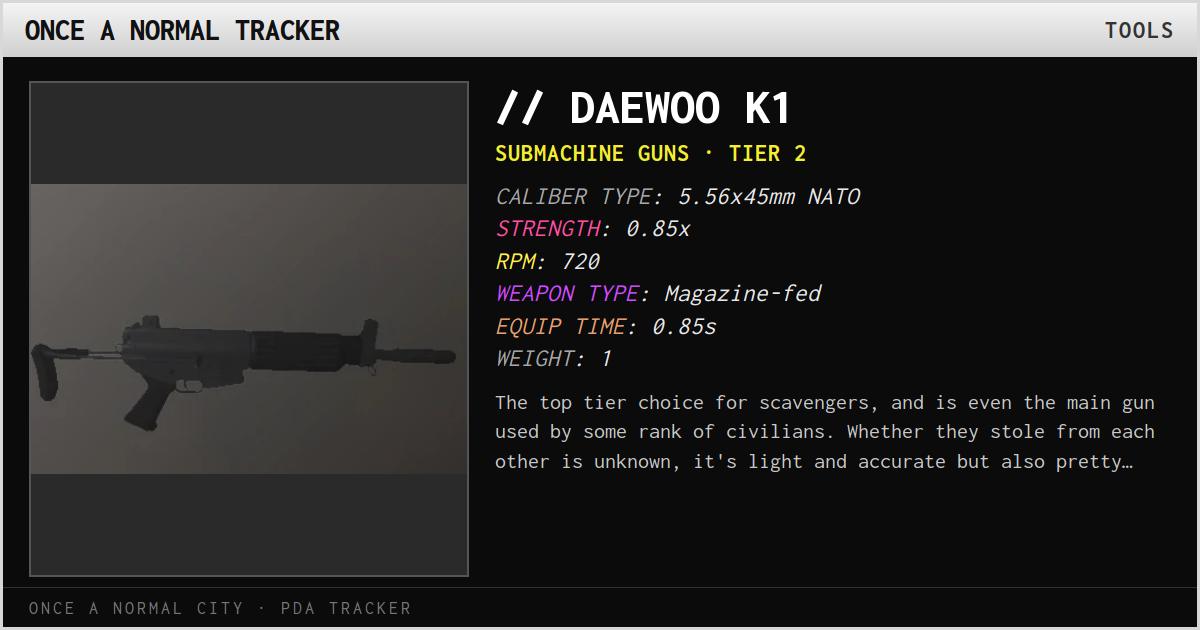 ONCE A NORMAL TRACKER
TOOLS
// DAEWOO K1
SUBMACHINE GUNS · TIER 2
CALIBER TYPE: 5.56x45mm NATO
STRENGTH: 0.85x
RPM: 720
WEAPON TYPE: Magazine-fed
EQUIP TIME: 0.85s
WEIGHT: 1
The top tier choice for scavengers, and is even the main gun
used by some rank of civilians. Whether they stole from each
other is unknown, it's light and accurate but also pretty…
ONCE A NORMAL CITY · PDA TRACKER